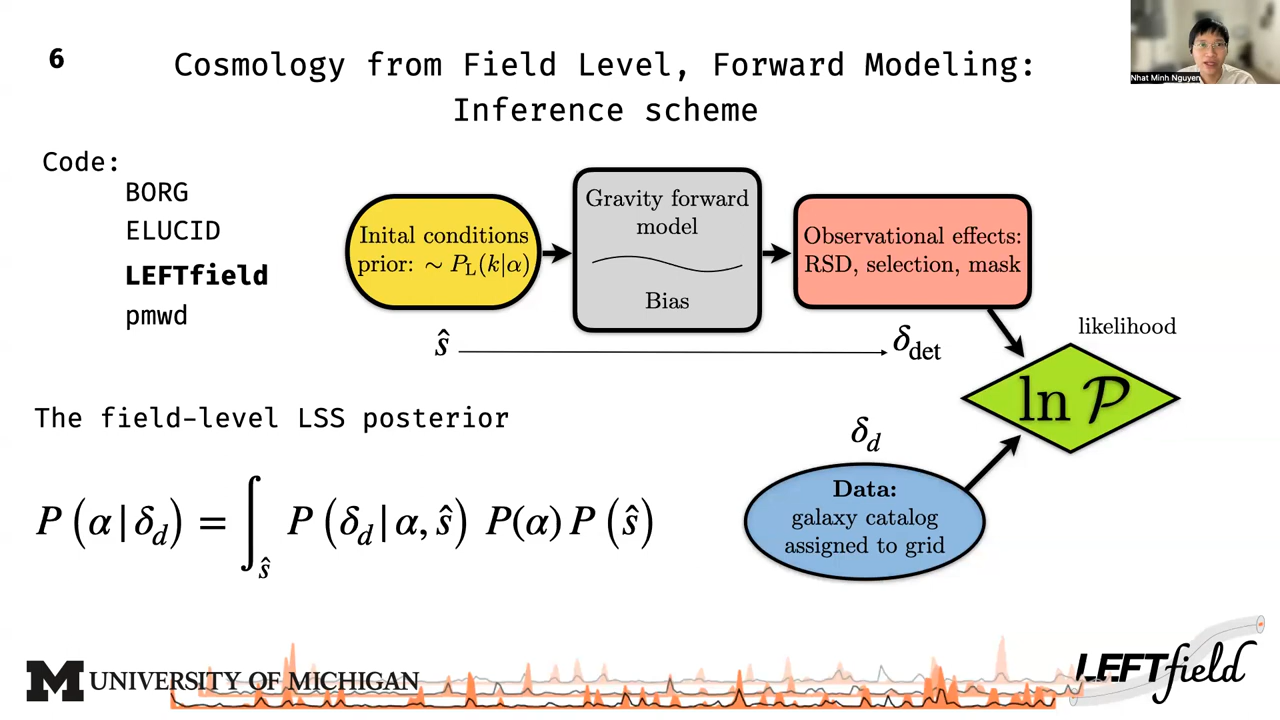 6
Cosmology from Field Level, Forward Modeling:
Inference scheme
Nhat Minh Nguyen
Code:
BORG
ELUCID
LEFTfield
pmwd
Inital conditions
prior: ∼ P_L(k|α)
Gravity forward
model
Bias
Observational effects:
RSD, selection, mask
ŝ
δ_det
likelihood
ln 𝒫
The field-level LSS posterior
P(α|δ_d) = ∫_ŝ P(δ_d|α, ŝ) P(α) P(ŝ)
δ_d
Data:
galaxy catalog
assigned to grid
M UNIVERSITY OF MICHIGAN
LEFTfield